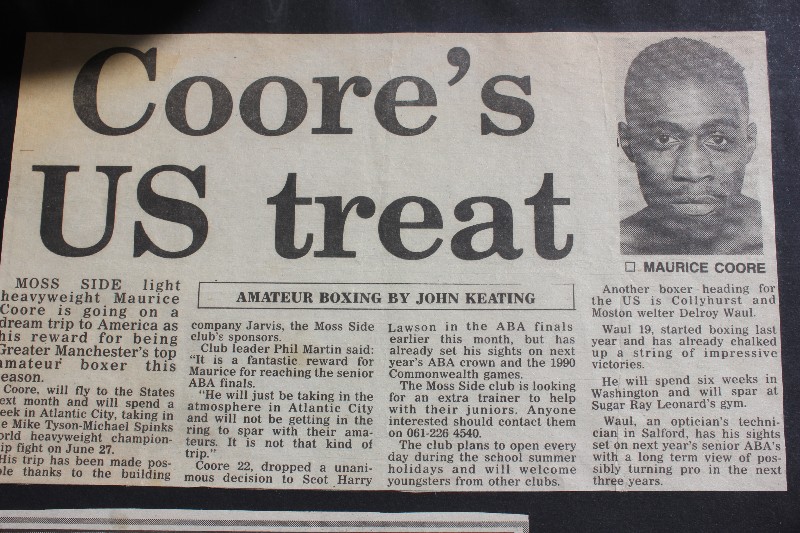 Coore's
US treat
MAURICE COORE
AMATEUR BOXING BY JOHN KEATING
MOSS SIDE light
heavyweight Maurice
Coore is going on a
dream trip to America as
his reward for being
Greater Manchester's top
amateur boxer this
eason.
Coore, will fly to the States
ext month and will spend a
eek in Atlantic City, taking in
e Mike Tyson-Michael Spinks
orld heavyweight champion-
ip fight on June 27.
His trip has been made pos-
ble thanks to the building
company Jarvis, the Moss Side
club's sponsors.
Club leader Phil Martin said:
"It is a fantastic reward for
Maurice for reaching the senior
ABA finals.
"He will just be taking in the
atmosphere in Atlantic City
and will not be getting in the
ring to spar with their ama-
teurs. It is not that kind of
trip."
Coore 22, dropped a unani-
mous decision to Scot Harry
Lawson in the ABA finals
earlier this month, but has
already set his sights on next
year's ABA crown and the 1990
Commonwealth games.
The Moss Side club is looking
for an extra trainer to help
with their juniors. Anyone
interested should contact them
on 061-226 4540.
The club plans to open every
day during the school summer
holidays and will welcome
youngsters from other clubs.
Another boxer heading for
the US is Collyhurst and
Moston welter Delroy Waul.
Waul 19, started boxing last
year and has already chalked
up a string of impressive
victories.
He will spend six weeks in
Washington and will spar at
Sugar Ray Leonard's gym.
Waul, an optician's techni-
cian in Salford, has his sights
set on next year's senior ABA's
with a long term view of pos-
sibly turning pro in the next
three years.